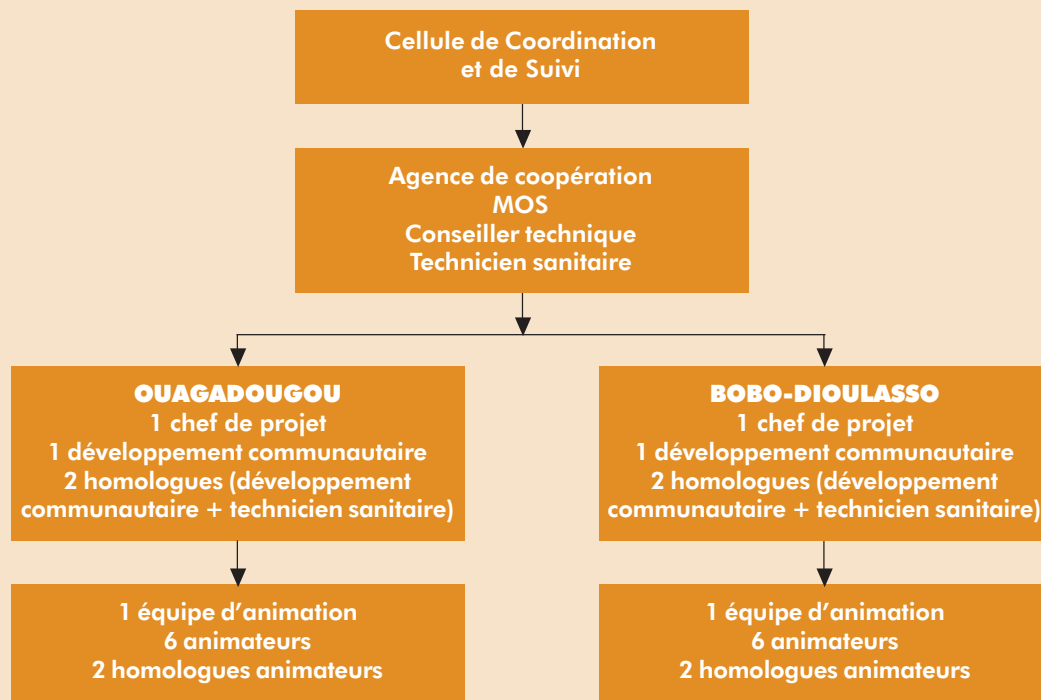 Cellule de Coordination
et de Suivi
Agence de coopération
MOS
Conseiller technique
Technicien sanitaire
OUAGADOUGOU
1 chef de projet
1 développement communautaire
2 homologues (développement
communautaire + technicien sanitaire)
BOBO-DIOULASSO
1 chef de projet
1 développement communautaire
2 homologues (développement
communautaire + technicien sanitaire)
1 équipe d’animation
6 animateurs
2 homologues animateurs
1 équipe d’animation
6 animateurs
2 homologues animateurs